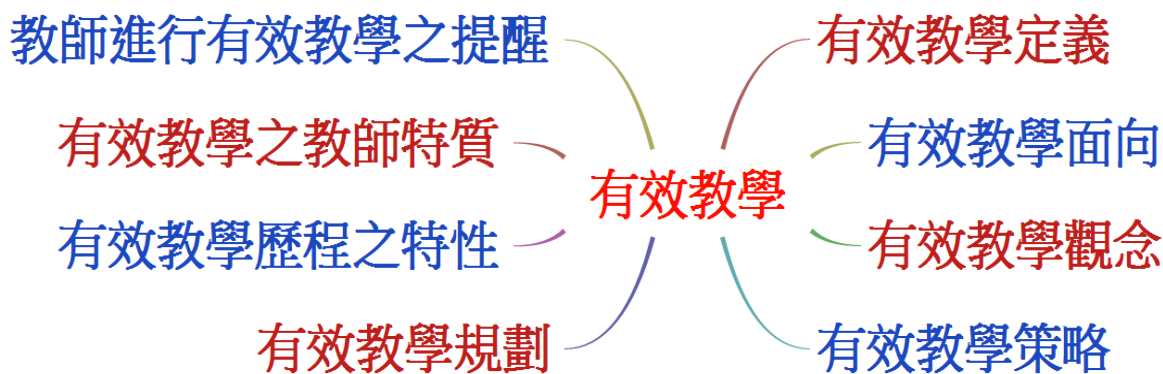 教師進行有效教學之提醒
有效教學定義
有效教學之教師特質
有效教學面向
有效教學
有效教學歷程之特性
有效教學觀念
有效教學規劃
有效教學策略